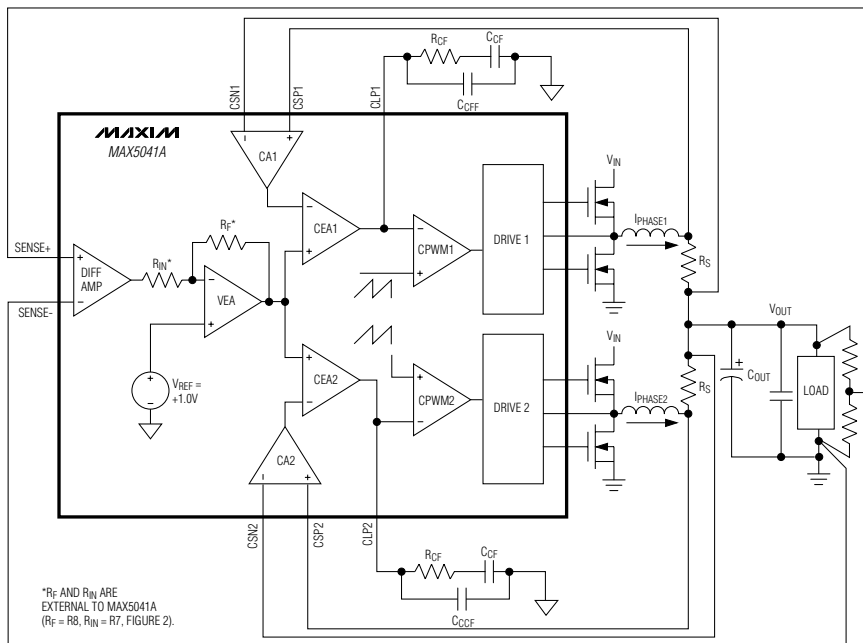 RCF
CCF
CCFF
CSN1
CSP1
CLP1
MAXIM
MAX5041A
CA1
VIN
RF*
CEA1
DRIVE 1
IPHASE1
SENSE+
CPWM1
RS
DIFF
AMP
RIN*
VEA
SENSE-
VOUT
VIN
VREF =
+1.0V
CEA2
CPWM2
DRIVE 2
RS
COUT
LOAD
IPHASE2
CA2
CSN2
CSP2
CLP2
RCF
CCF
CCCF
*RF AND RIN ARE
EXTERNAL TO MAX5041A
(RF = R8, RIN = R7, FIGURE 2).